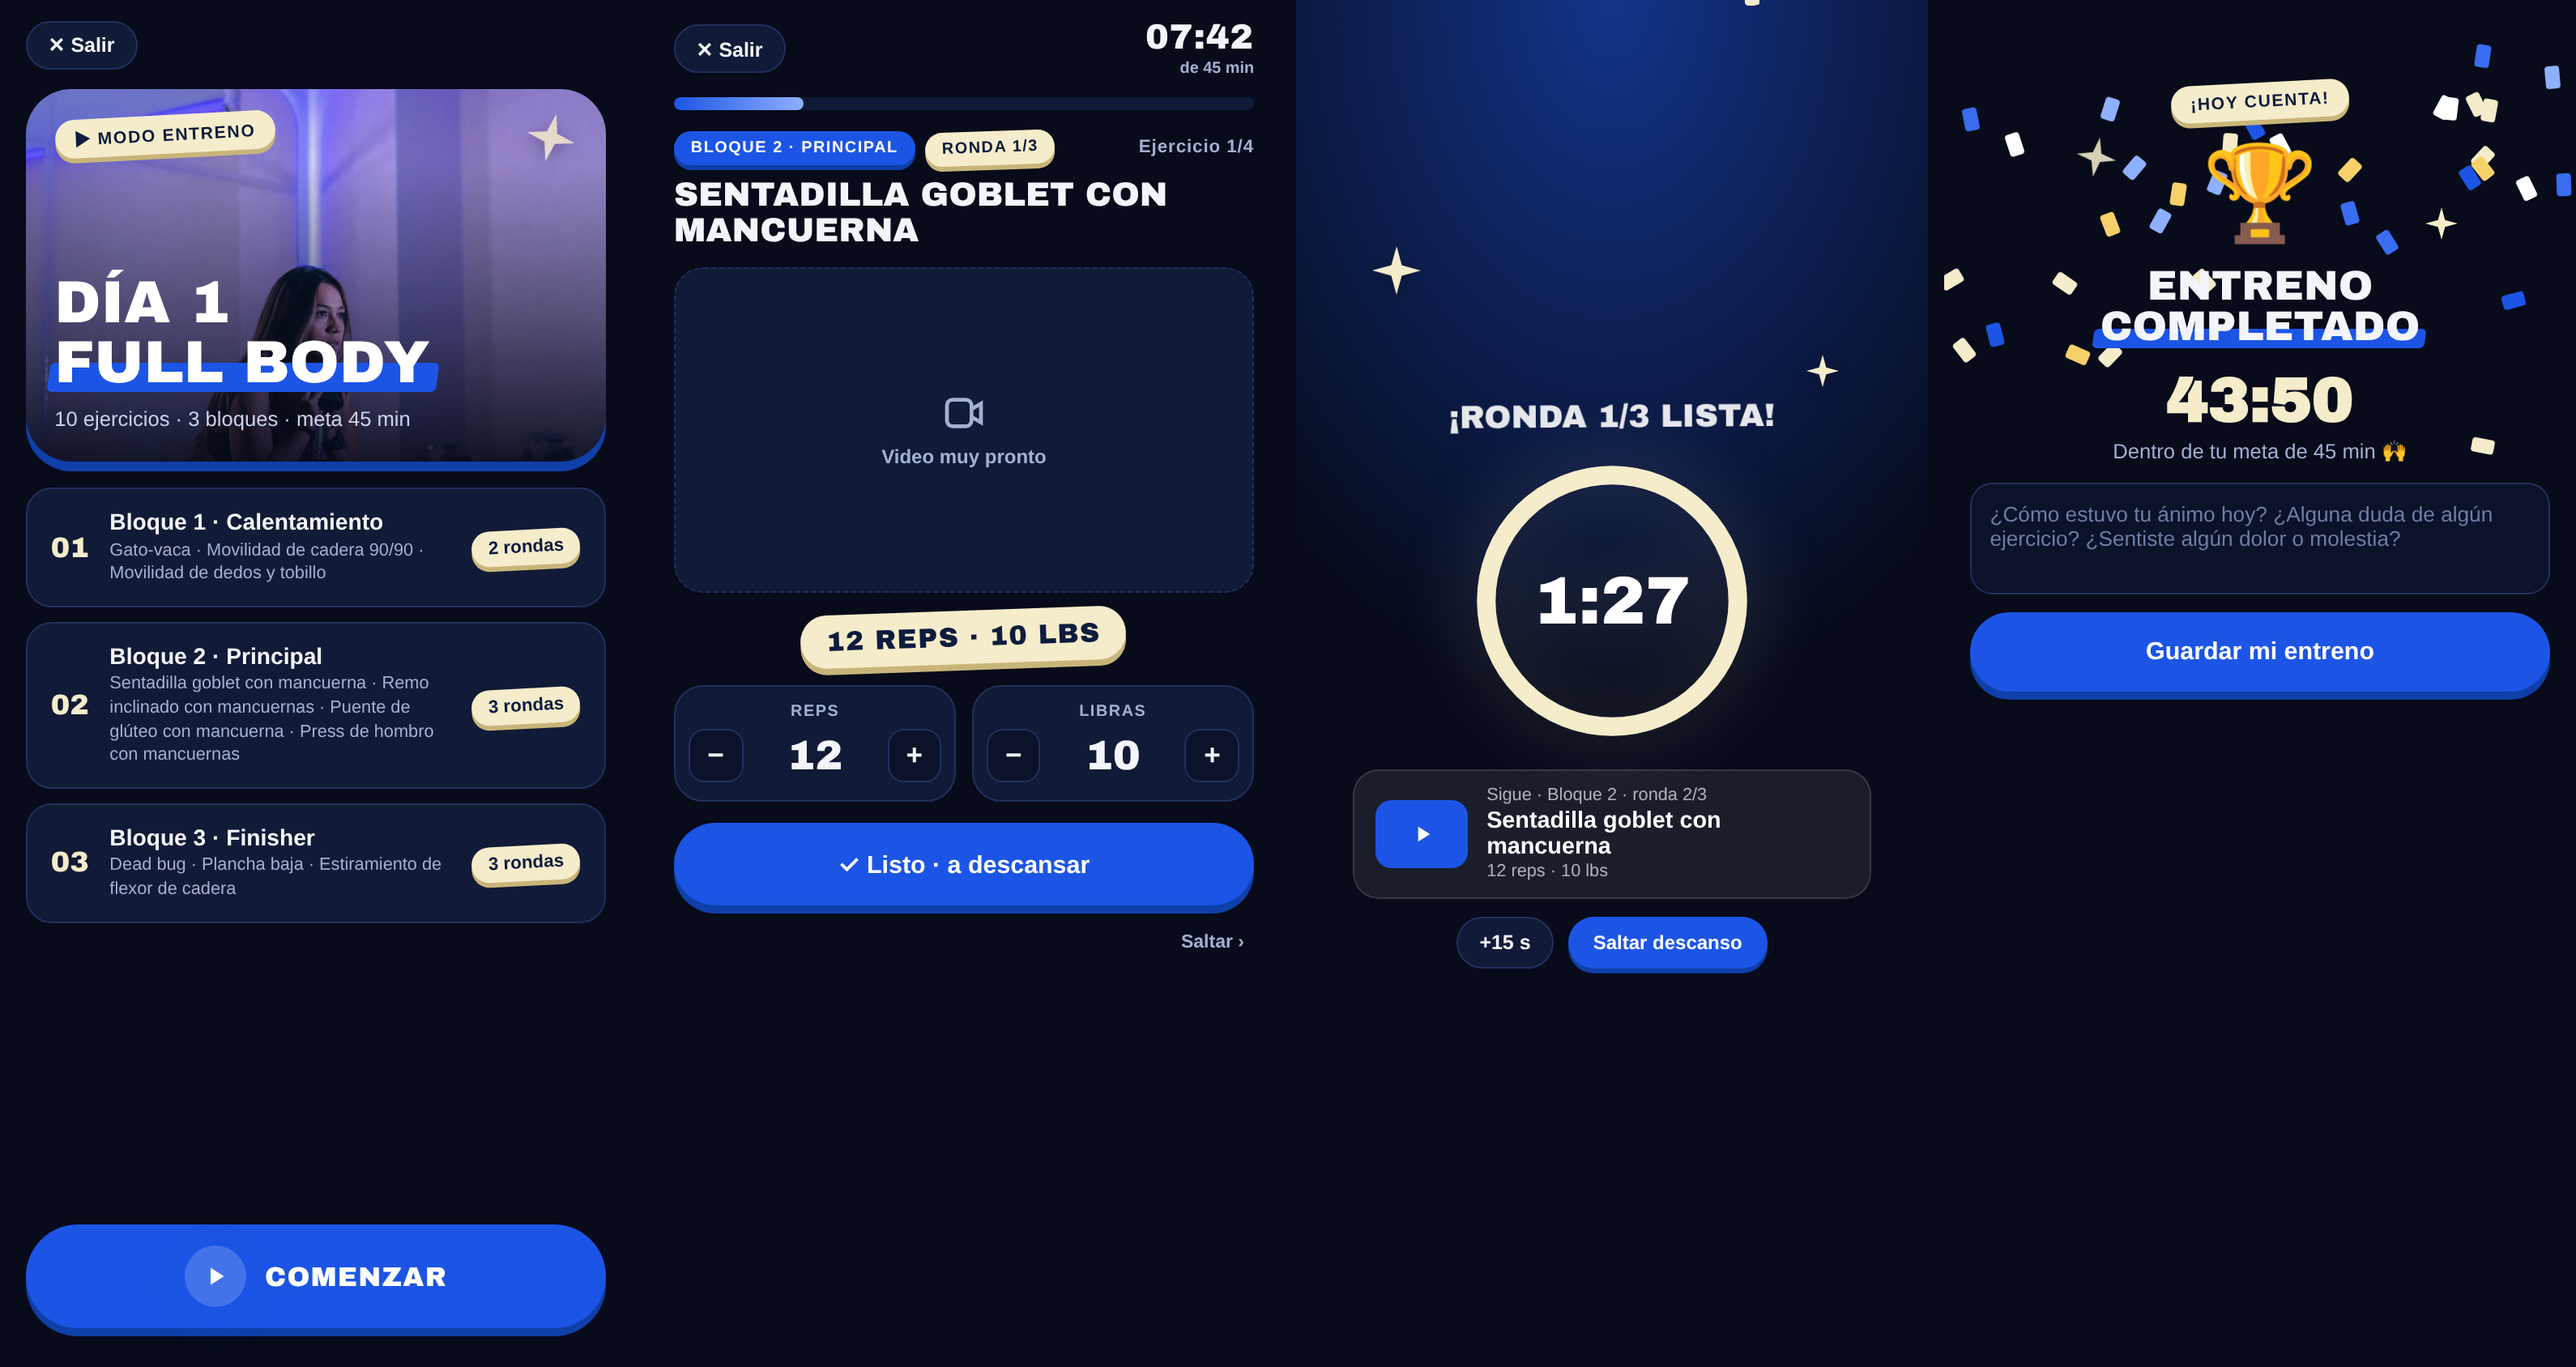 ✕ Salir
▶ MODO ENTRENO
DÍA 1
FULL BODY
10 ejercicios · 3 bloques · meta 45 min
01
Bloque 1 · Calentamiento
Gato-vaca · Movilidad de cadera 90/90 ·
Movilidad de dedos y tobillo
2 rondas
02
Bloque 2 · Principal
Sentadilla goblet con mancuerna · Remo
inclinado con mancuernas · Puente de
glúteo con mancuerna · Press de hombro
con mancuernas
3 rondas
03
Bloque 3 · Finisher
Dead bug · Plancha baja · Estiramiento de
flexor de cadera
3 rondas
COMENZAR
✕ Salir
07:42
de 45 min
BLOQUE 2 · PRINCIPAL
RONDA 1/3
Ejercicio 1/4
SENTADILLA GOBLET CON
MANCUERNA
Video muy pronto
12 REPS · 10 LBS
REPS
− 12 +
LIBRAS
− 10 +
✓ Listo · a descansar
Saltar ›
¡RONDA 1/3 LISTA!
1:27
Sigue · Bloque 2 · ronda 2/3
Sentadilla goblet con
mancuerna
12 reps · 10 lbs
+15 s
Saltar descanso
¡HOY CUENTA!
ENTRENO
COMPLETADO
43:50
Dentro de tu meta de 45 min 🙌
¿Cómo estuvo tu ánimo hoy? ¿Alguna duda de algún
ejercicio? ¿Sentiste algún dolor o molestia?
Guardar mi entreno